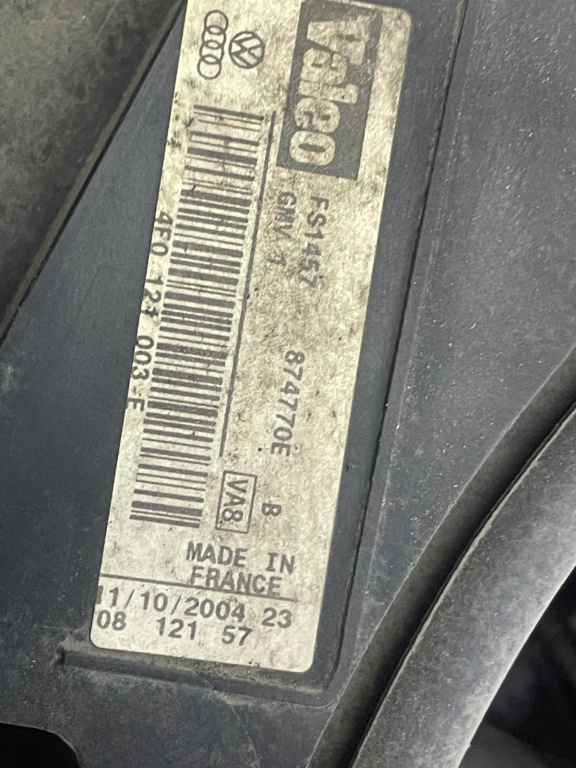 Valeo
FS1457 874770E B
GMV 1 VA8
4F0 121 003 E
MADE IN
FRANCE
11/10/2004 23
08 121 57